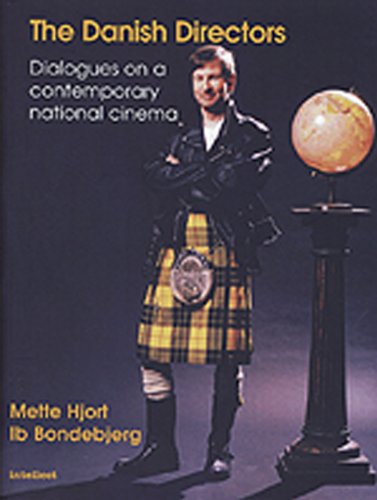 The Danish Directors
Dialogues on a
contemporary
national cinema
Mette Hjort
Ib Bondebjerg
intellect